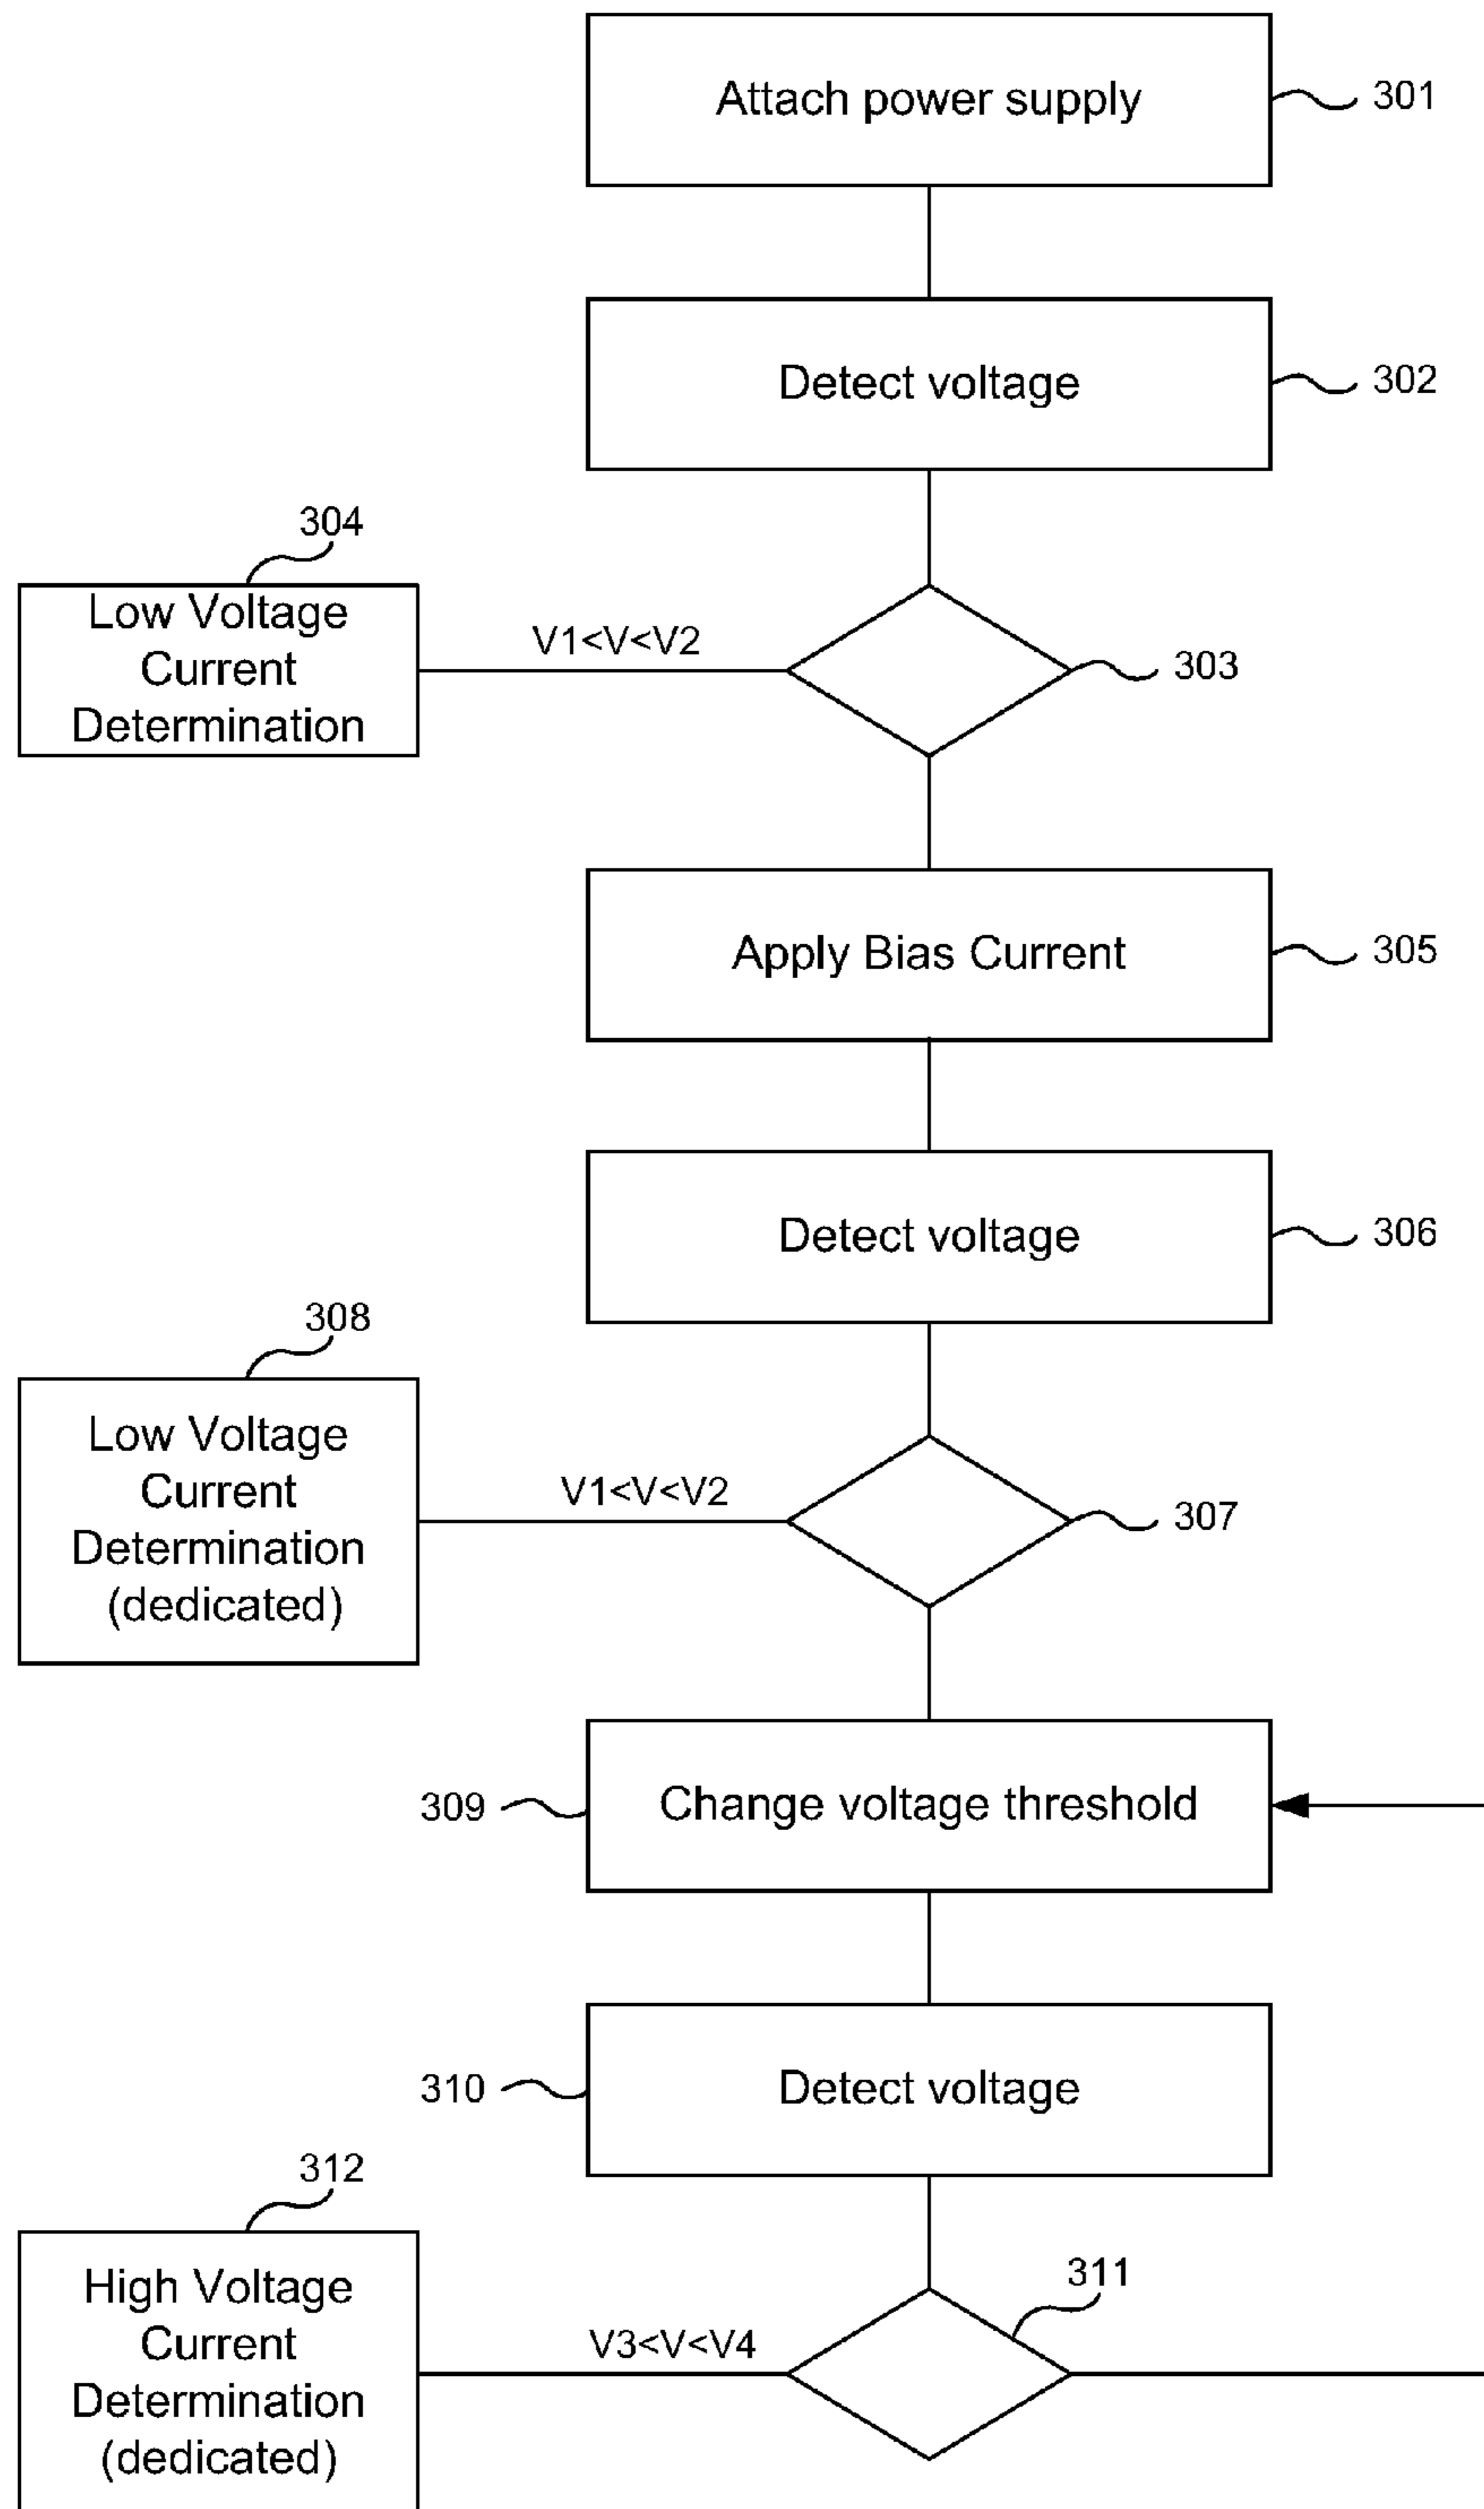 Attach power supply
301
Detect voltage
302
304
Low Voltage
Current
Determination
V1<V<V2
303
Apply Bias Current
305
Detect voltage
306
308
Low Voltage
Current
Determination
(dedicated)
V1<V<V2
307
309
Change voltage threshold
310
Detect voltage
312
High Voltage
Current
Determination
(dedicated)
V3<V<V4
311